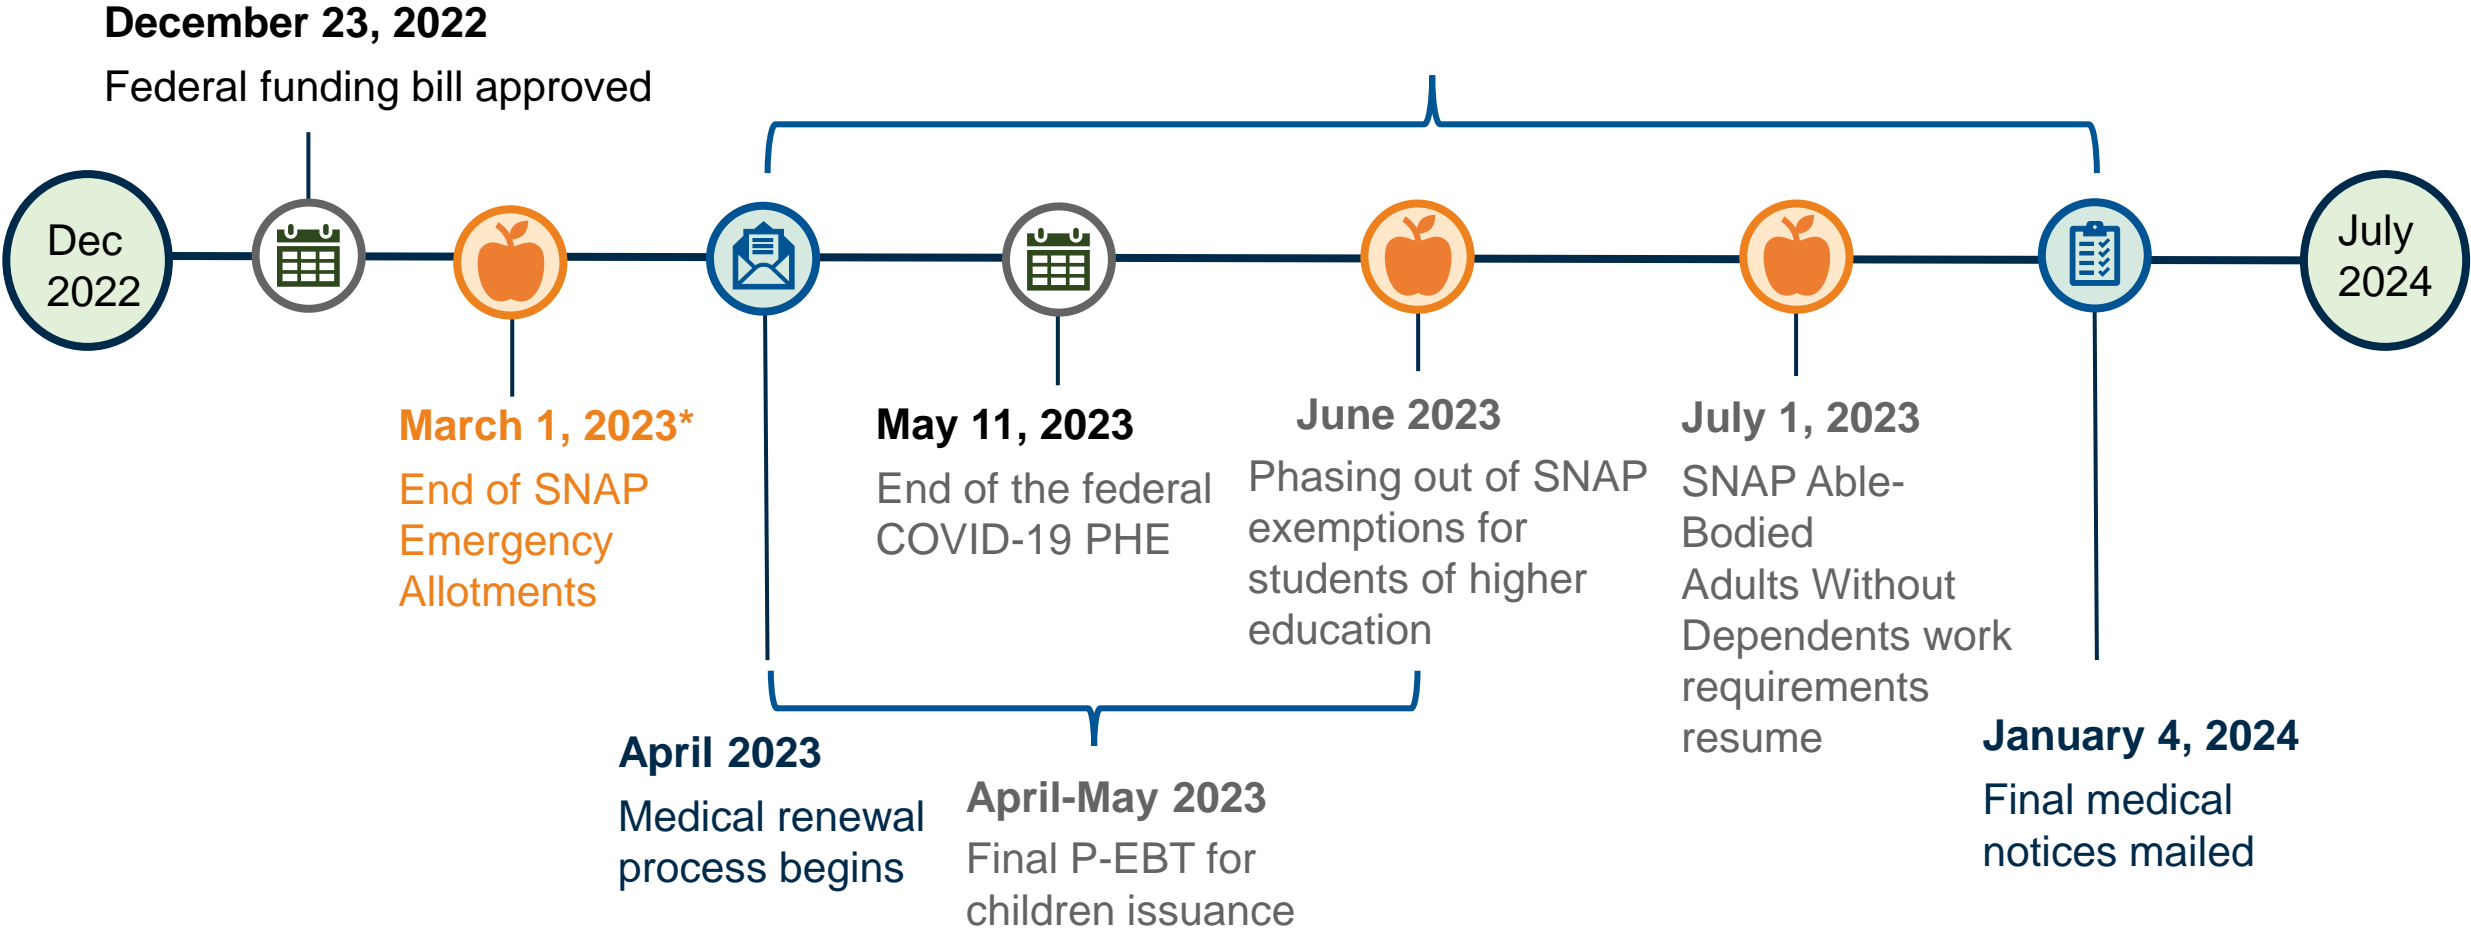 December 23, 2022
Federal funding bill approved
Dec
2022
July
2024
March 1, 2023*
End of SNAP
Emergency
Allotments
May 11, 2023
End of the federal
COVID-19 PHE
June 2023
Phasing out of SNAP
exemptions for
students of higher
education
July 1, 2023
SNAP Able-
Bodied
Adults Without
Dependents work
requirements
resume
April 2023
Medical renewal
process begins
April-May 2023
Final P-EBT for
children issuance
January 4, 2024
Final medical
notices mailed